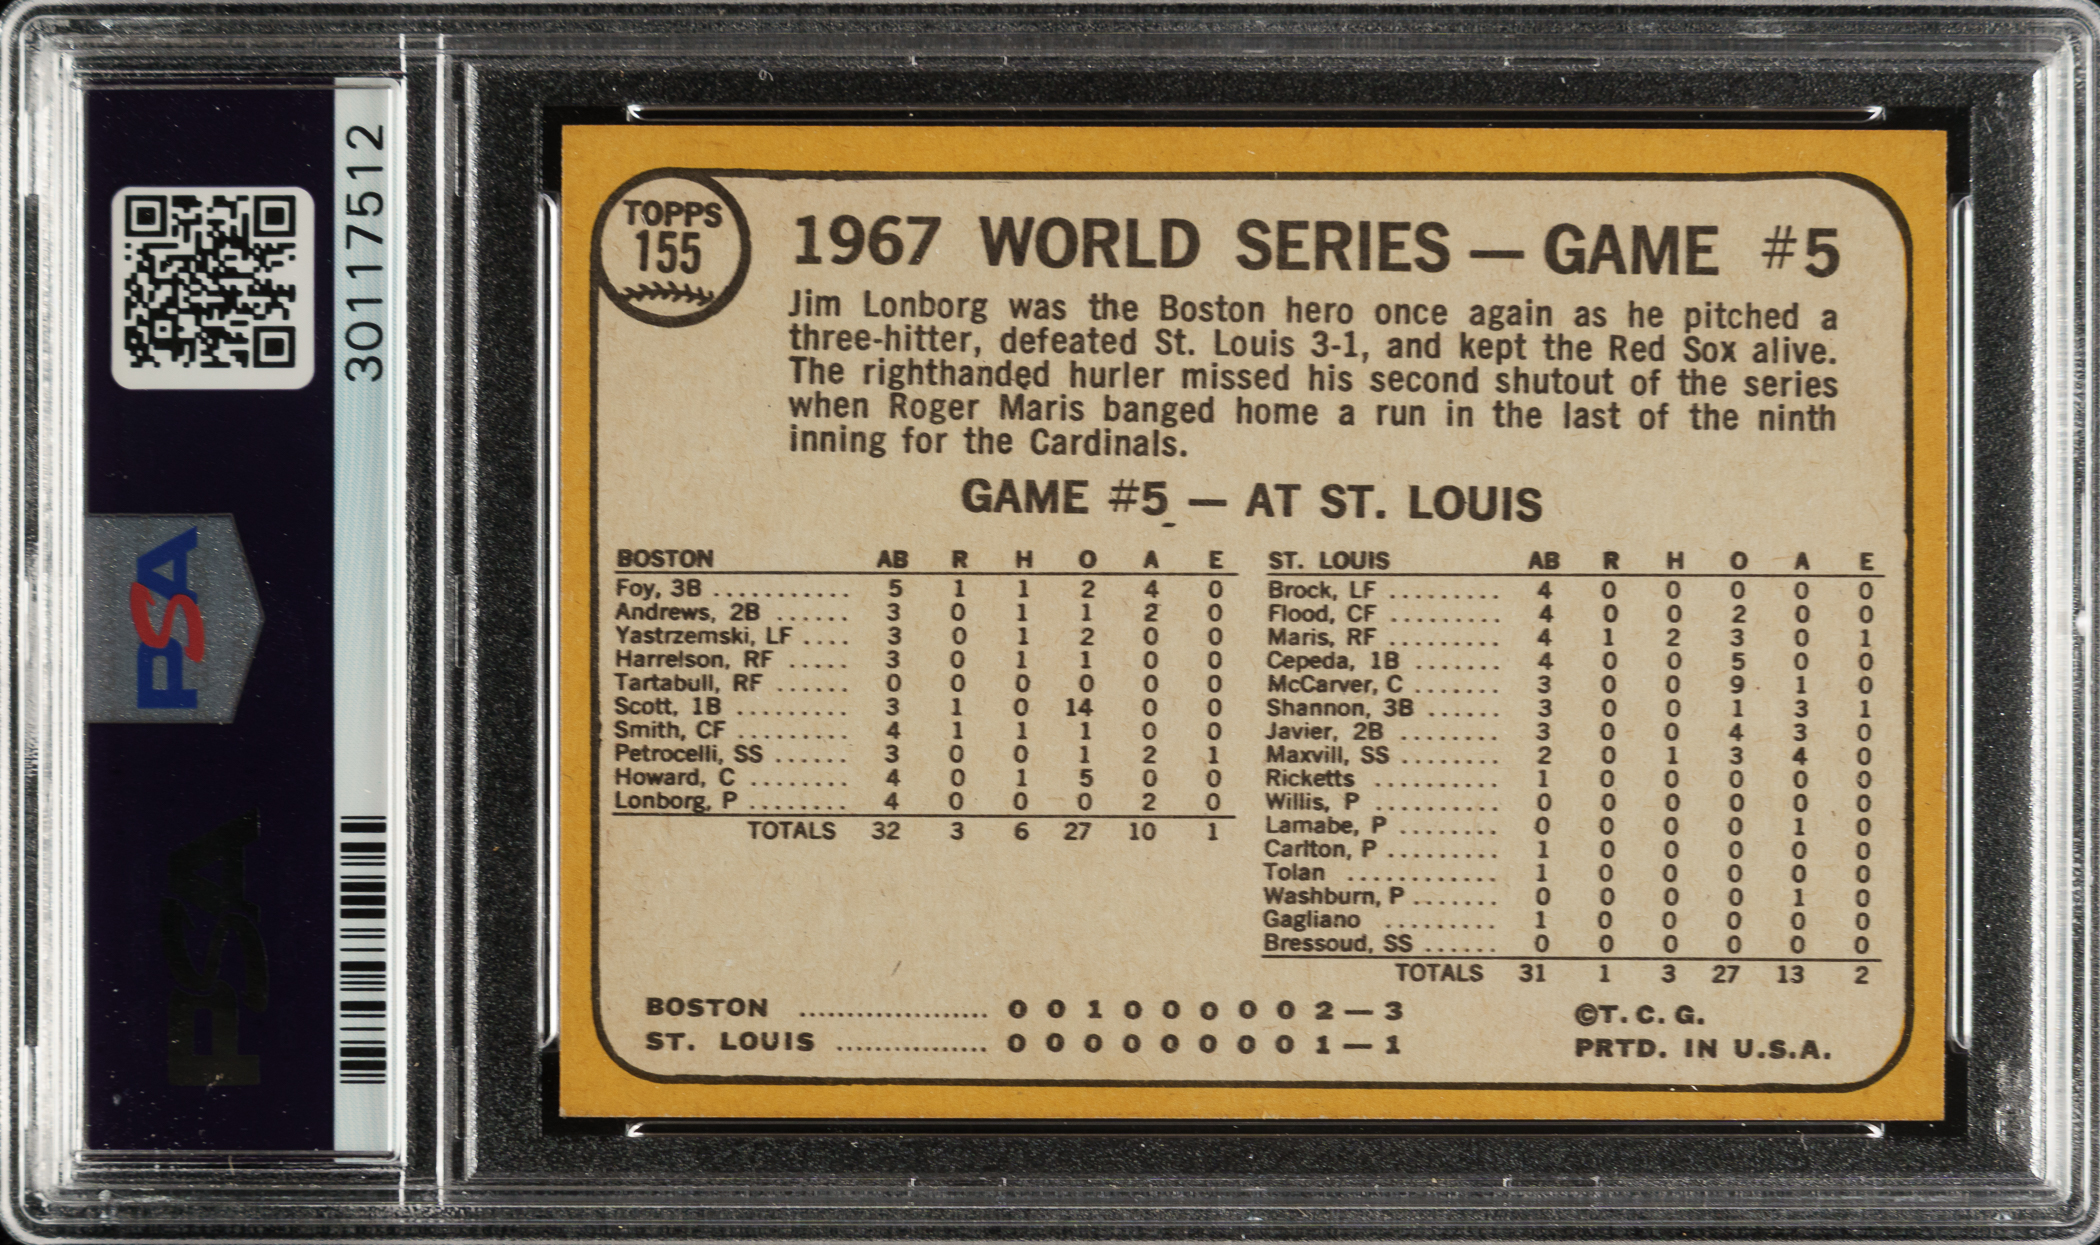 30117512
PSA
PSA
TOPPS
155
1967 WORLD SERIES — GAME #5
Jim Lonborg was the Boston hero once again as he pitched a
three-hitter, defeated St. Louis 3-1, and kept the Red Sox alive.
The righthanded hurler missed his second shutout of the series
when Roger Maris banged home a run in the last of the ninth
inning for the Cardinals.
GAME #5 — AT ST. LOUIS
BOSTON AB R H O A E
Foy, 3B ........... 5 1 1 2 4 0
Andrews, 2B ...... 3 0 1 1 2 0
Yastrzemski, LF .... 3 0 1 2 0 0
Harrelson, RF ..... 3 0 1 1 0 0
Tartabull, RF ...... 0 0 0 0 0 0
Scott, 1B ......... 3 1 0 14 0 0
Smith, CF ......... 4 1 1 1 0 0
Petrocelli, SS ...... 3 0 0 1 2 1
Howard, C ........ 4 0 1 5 0 0
Lonborg, P ........ 4 0 0 0 2 0
TOTALS 32 3 6 27 10 1
ST. LOUIS AB R H O A E
Brock, LF ......... 4 0 0 0 0 0
Flood, CF ......... 4 0 0 2 0 0
Maris, RF ......... 4 1 2 3 0 1
Cepeda, 1B ....... 4 0 0 5 0 0
McCarver, C ....... 3 0 0 9 1 0
Shannon, 3B ...... 3 0 0 1 3 1
Javier, 2B ........ 3 0 0 4 3 0
Maxvill, SS ........ 2 0 1 3 4 0
Ricketts .......... 1 0 0 0 0 0
Willis, P .......... 0 0 0 0 0 0
Lamabe, P ........ 0 0 0 0 1 0
Carlton, P ......... 1 0 0 0 0 0
Tolan ............ 1 0 0 0 0 0
Washburn, P ....... 0 0 0 0 1 0
Gagliano ......... 1 0 0 0 0 0
Bressoud, SS ...... 0 0 0 0 0 0
TOTALS 31 1 3 27 13 2
BOSTON .................... 0 0 1 0 0 0 0 0 2 — 3
ST. LOUIS ................ 0 0 0 0 0 0 0 0 1 — 1
©T. C. G.
PRTD. IN U.S.A.